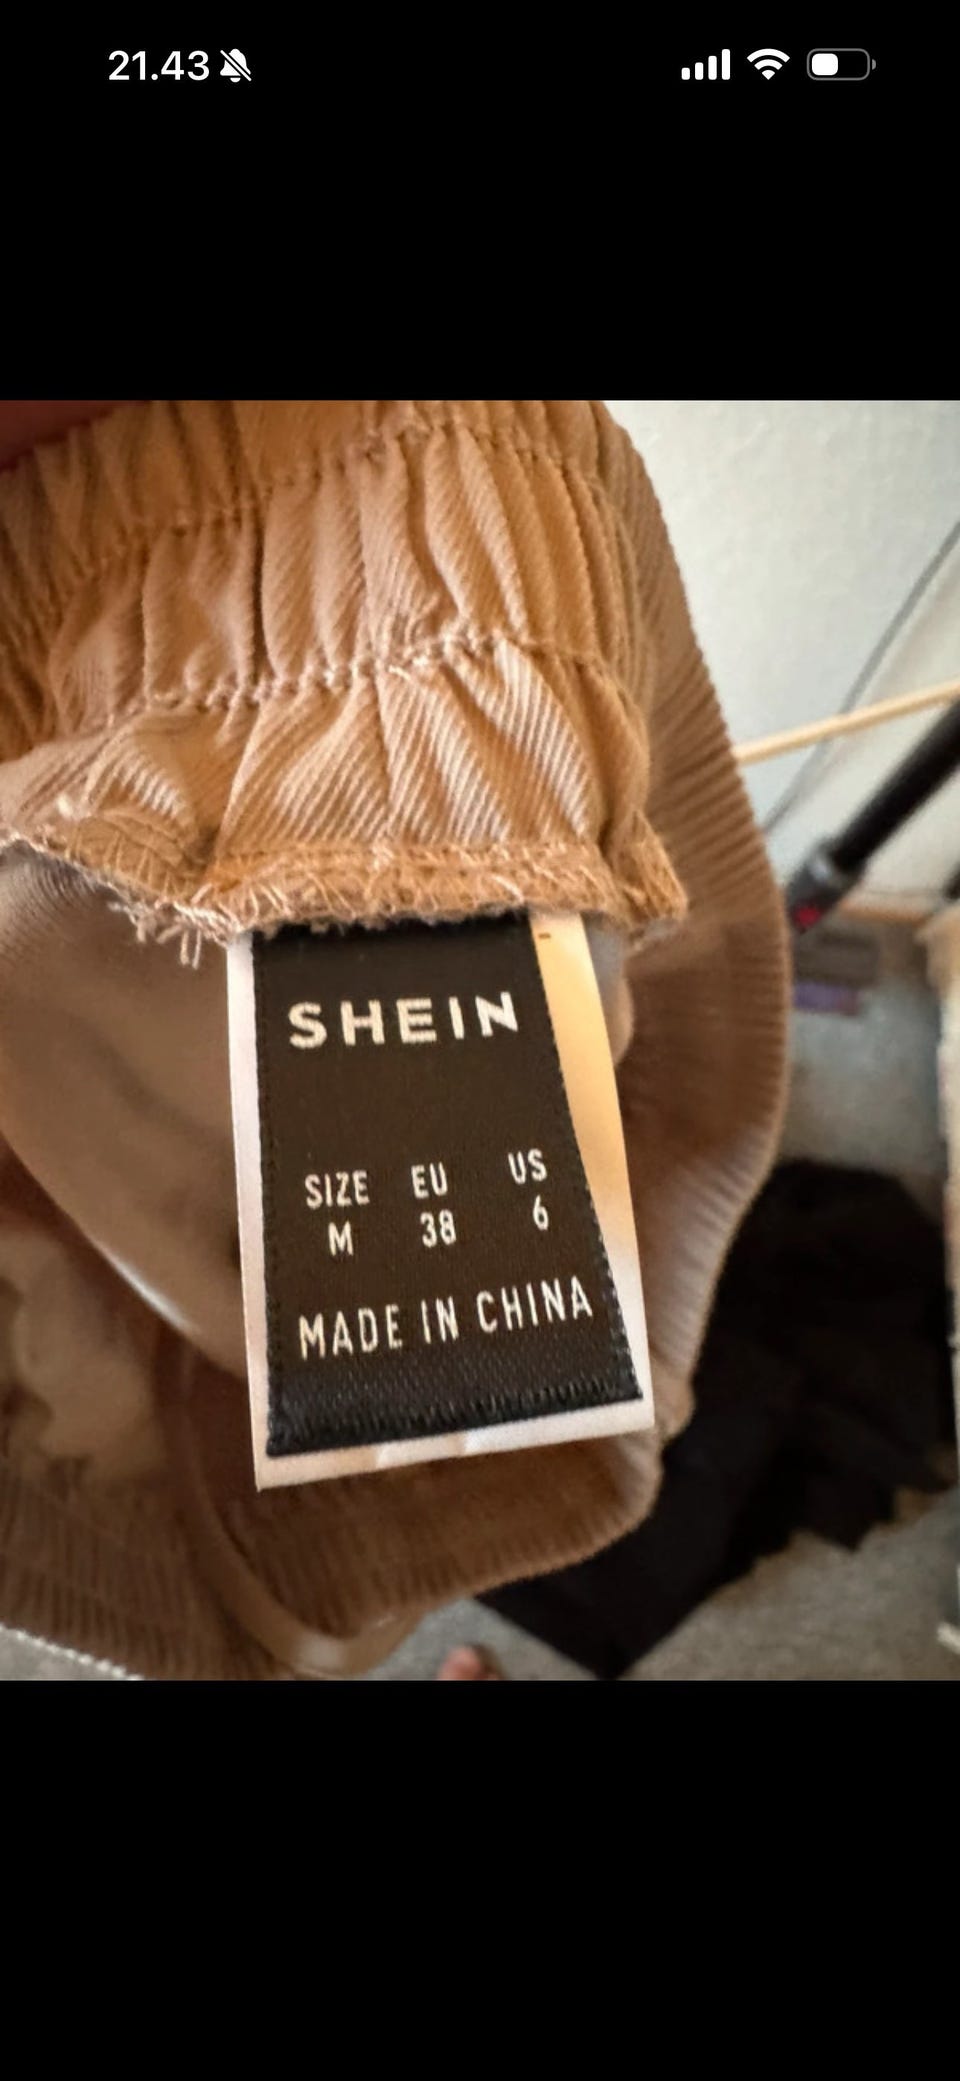 21.43
SHEIN
SIZE EU US
M 38 6
MADE IN CHINA